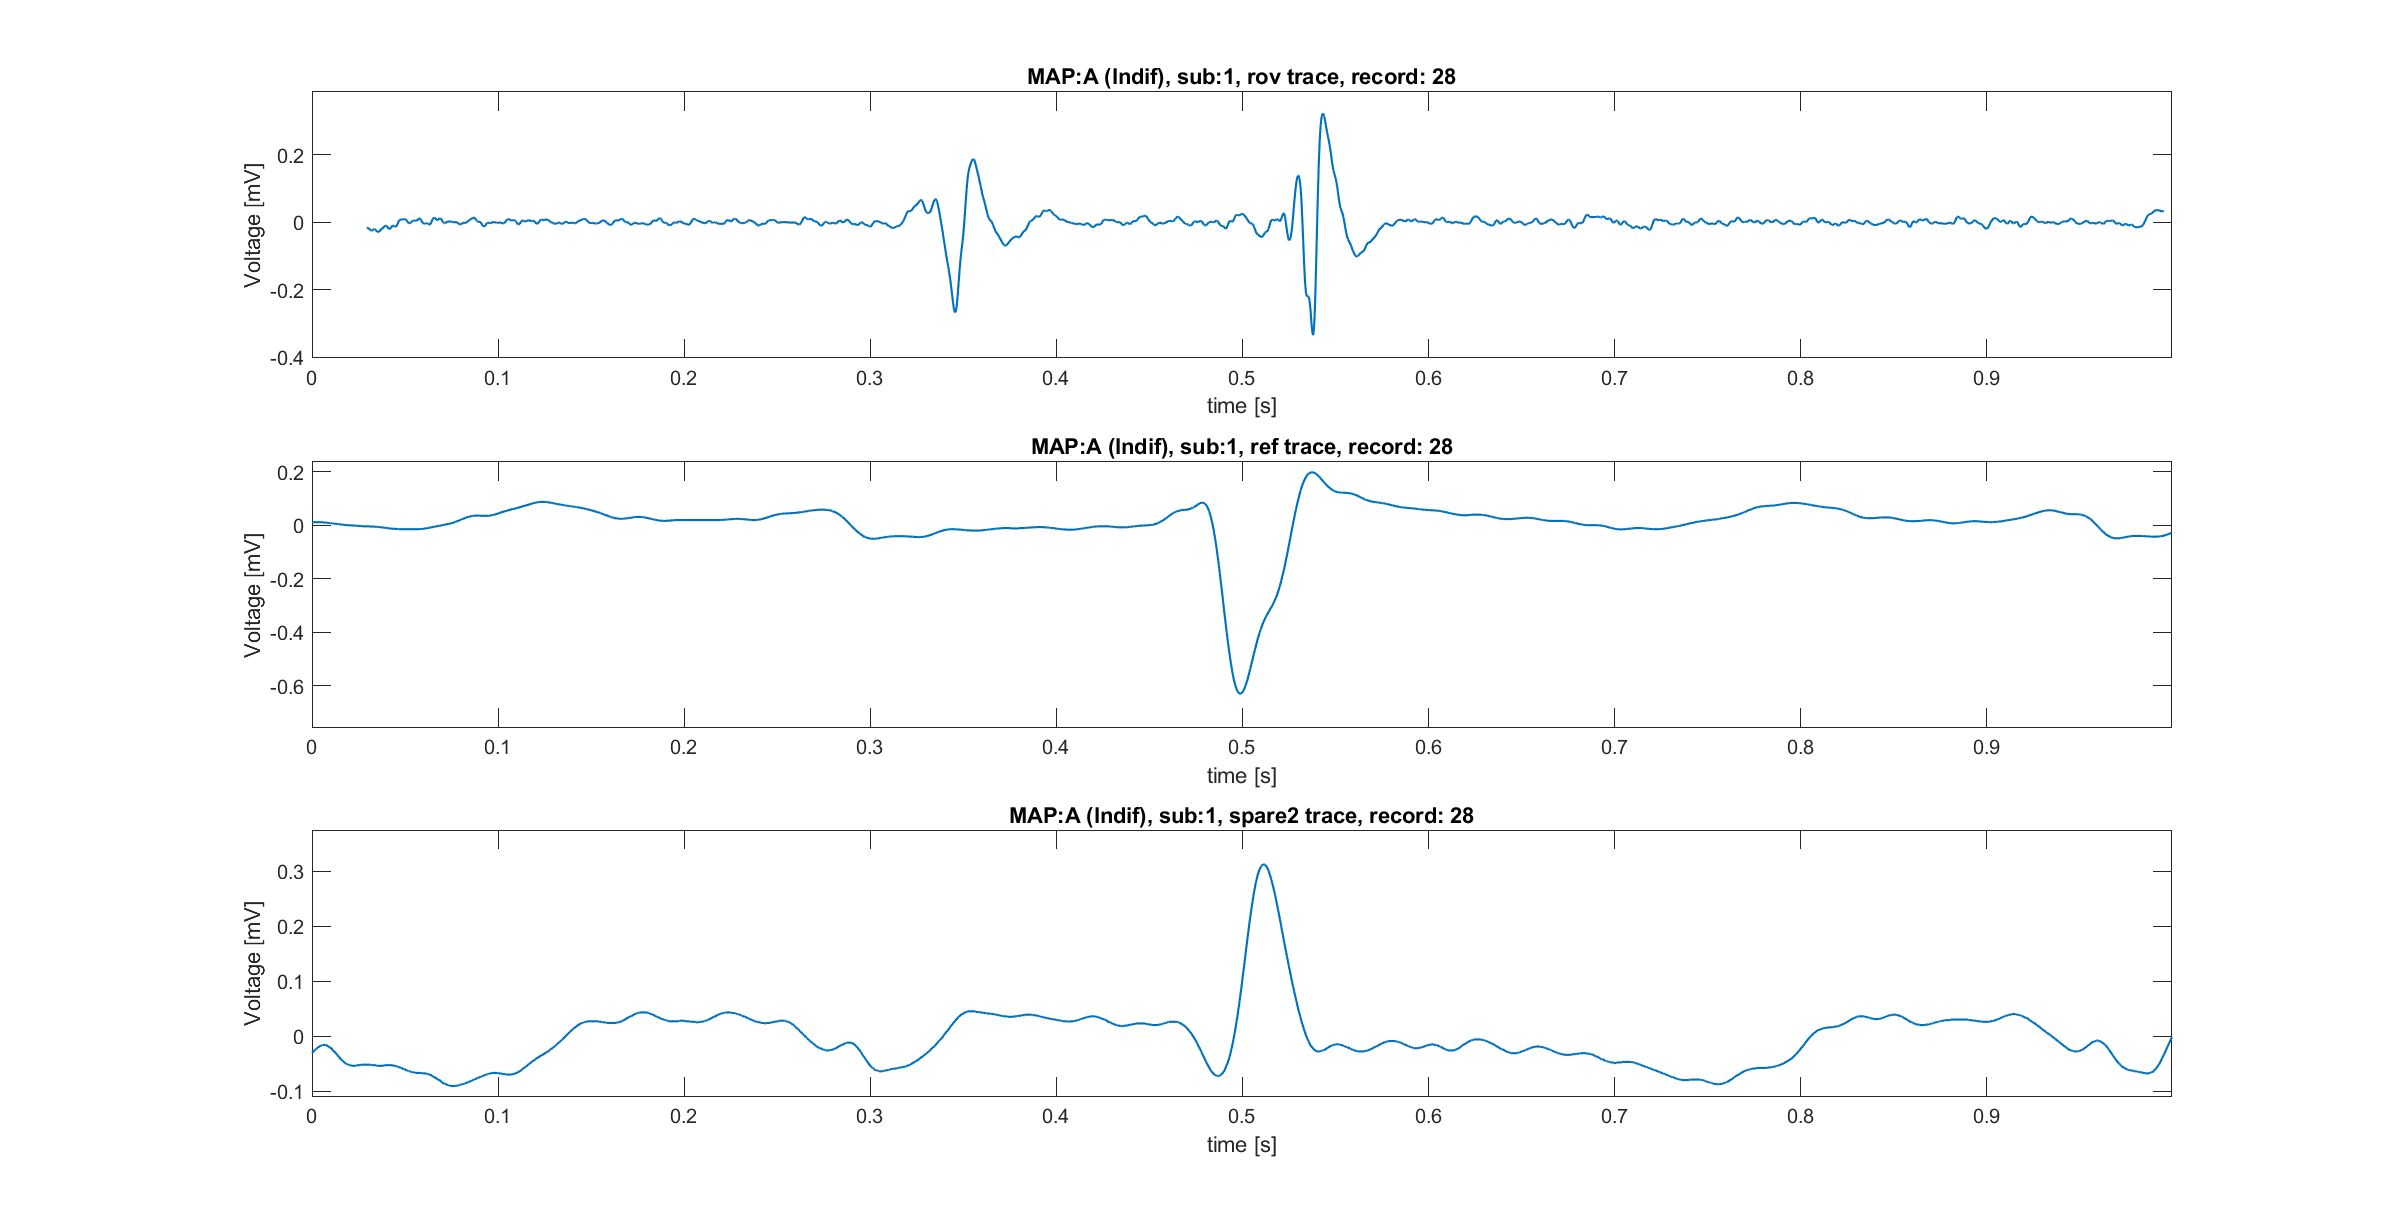 MAP:A (Indif), sub:1, rov trace, record: 28
Voltage [mV]
0.2
0
-0.2
-0.4
0 0.1 0.2 0.3 0.4 0.5 0.6 0.7 0.8 0.9
time [s]
MAP:A (Indif), sub:1, ref trace, record: 28
Voltage [mV]
0.2
0
-0.2
-0.4
-0.6
0 0.1 0.2 0.3 0.4 0.5 0.6 0.7 0.8 0.9
time [s]
MAP:A (Indif), sub:1, spare2 trace, record: 28
Voltage [mV]
0.3
0.2
0.1
0
-0.1
0 0.1 0.2 0.3 0.4 0.5 0.6 0.7 0.8 0.9
time [s]